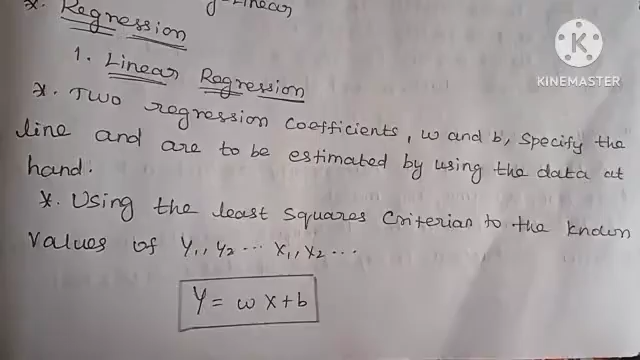 y-Linear
*. Regression
1. Linear Regression
*. Two regression Coefficients, w and b, Specify the
line and are to be estimated by using the data at
hand.
*. Using the least Squares Criterian to the known
Values of Y1, Y2 ... X1, X2 ...
Y = w X + b
K
KINEMASTER